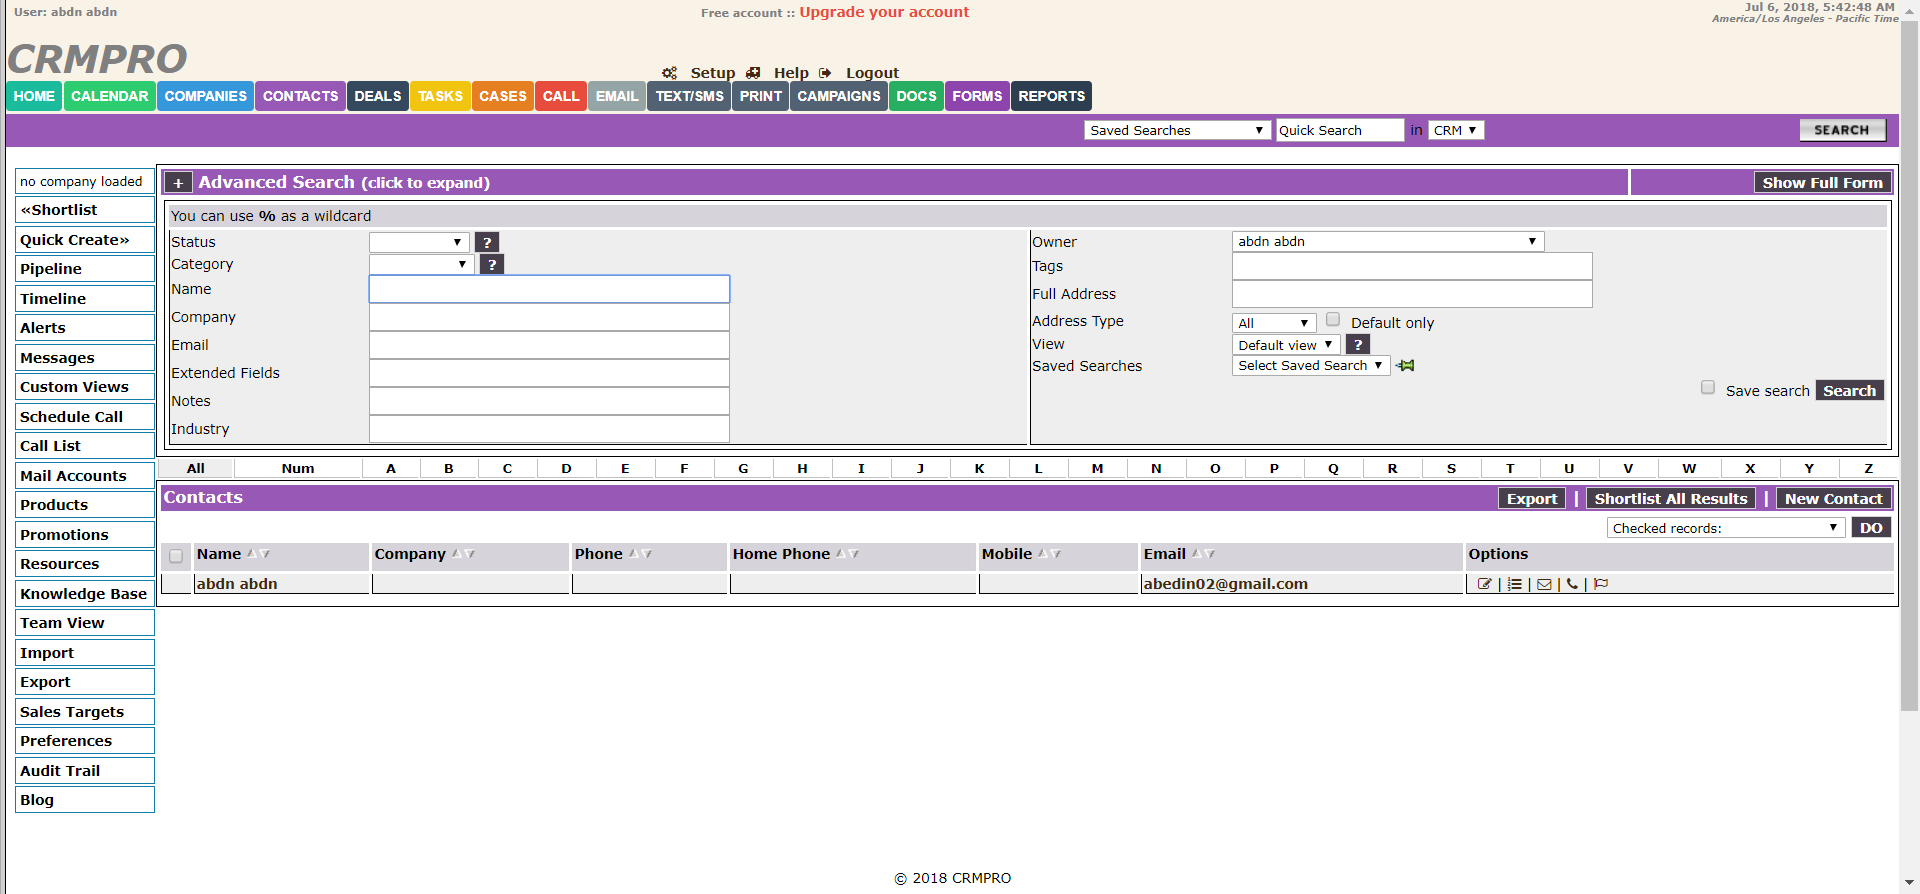 User: abdn abdn
Free account :: Upgrade your account
Jul 6, 2018, 5:42:48 AM
America/Los Angeles - Pacific Time
CRMPRO
Setup Help Logout
HOME CALENDAR COMPANIES CONTACTS DEALS TASKS CASES CALL EMAIL TEXT/SMS PRINT CAMPAIGNS DOCS FORMS REPORTS
Saved Searches Quick Search in CRM SEARCH
no company loaded
«Shortlist
Quick Create»
Pipeline
Timeline
Alerts
Messages
Custom Views
Schedule Call
Call List
Mail Accounts
Products
Promotions
Resources
Knowledge Base
Team View
Import
Export
Sales Targets
Preferences
Audit Trail
Blog
+ Advanced Search (click to expand) Show Full Form
You can use % as a wildcard
Status ?
Category ?
Name
Company
Email
Extended Fields
Notes
Industry
Owner abdn abdn
Tags
Full Address
Address Type All Default only
View Default view ?
Saved Searches Select Saved Search
Save search Search
All Num A B C D E F G H I J K L M N O P Q R S T U V W X Y Z
Contacts Export | Shortlist All Results | New Contact
Checked records: DO
Name Company Phone Home Phone Mobile Email Options
abdn abdn abedin02@gmail.com | | | |
© 2018 CRMPRO